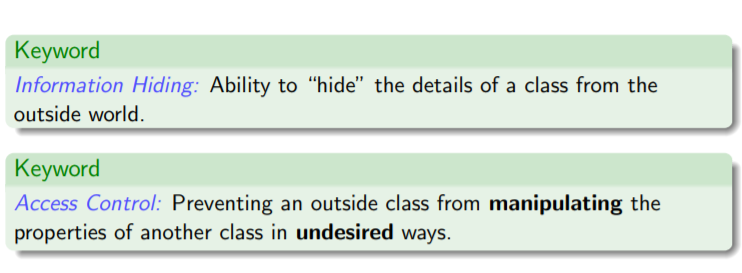 Keyword
Information Hiding: Ability to “hide” the details of a class from the
outside world.
Keyword
Access Control: Preventing an outside class from manipulating the
properties of another class in undesired ways.